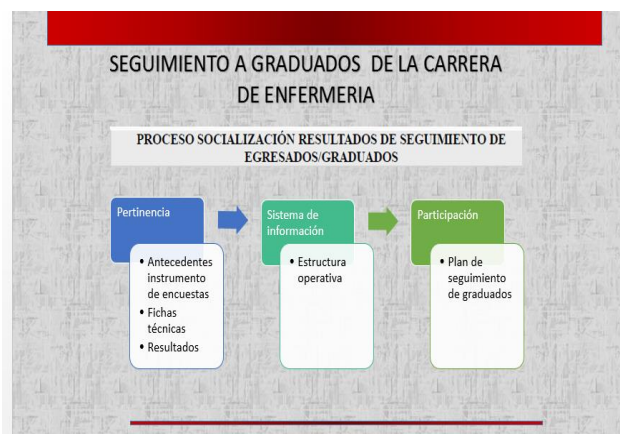 SEGUIMIENTO A GRADUADOS DE LA CARRERA
DE ENFERMERIA
PROCESO SOCIALIZACIÓN RESULTADOS DE SEGUIMIENTO DE
EGRESADOS/GRADUADOS
Pertinencia
• Antecedentes
instrumento
de encuestas
• Fichas
técnicas
• Resultados
Sistema de
información
• Estructura
operativa
Participación
• Plan de
seguimiento
de graduados